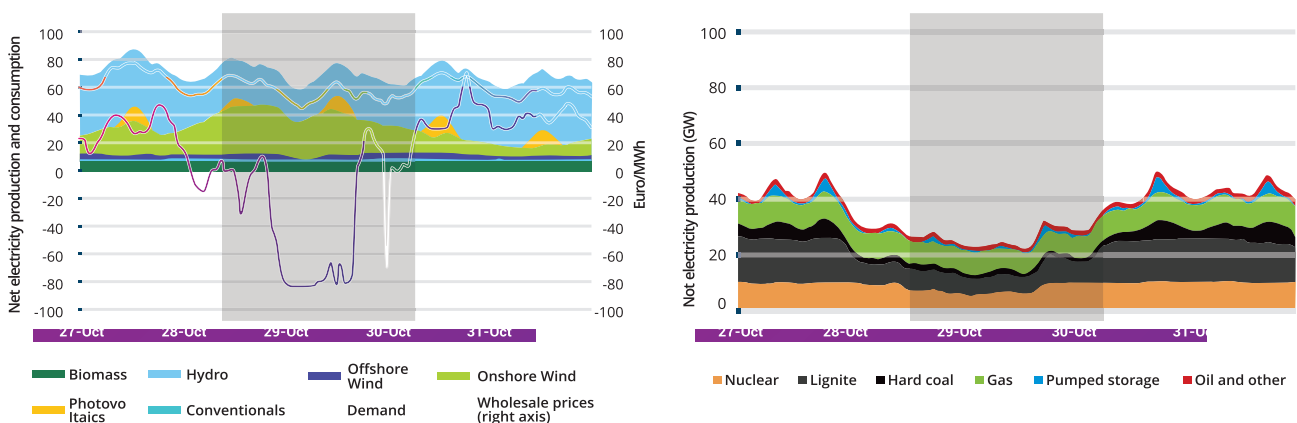 Net electricity production and consumption
100
80
60
40
20
0
-20
-40
-60
-80
-100
100
80
60
40
20
0
-20
-40
-60
-80
-100
Euro/MWh
27-Oct
28-Oct
29-Oct
30-Oct
31-Oct
Biomass
Hydro
Offshore
Wind
Onshore Wind
Photovo
Itaics
Conventionals
Demand
Wholesale prices
(right axis)
Not electricity production (GW)
100
80
60
40
20
0
27-Oct
28-Oct
29-Oct
30-Oct
31-Oc
Nuclear
Lignite
Hard coal
Gas
Pumped storage
Oil and other